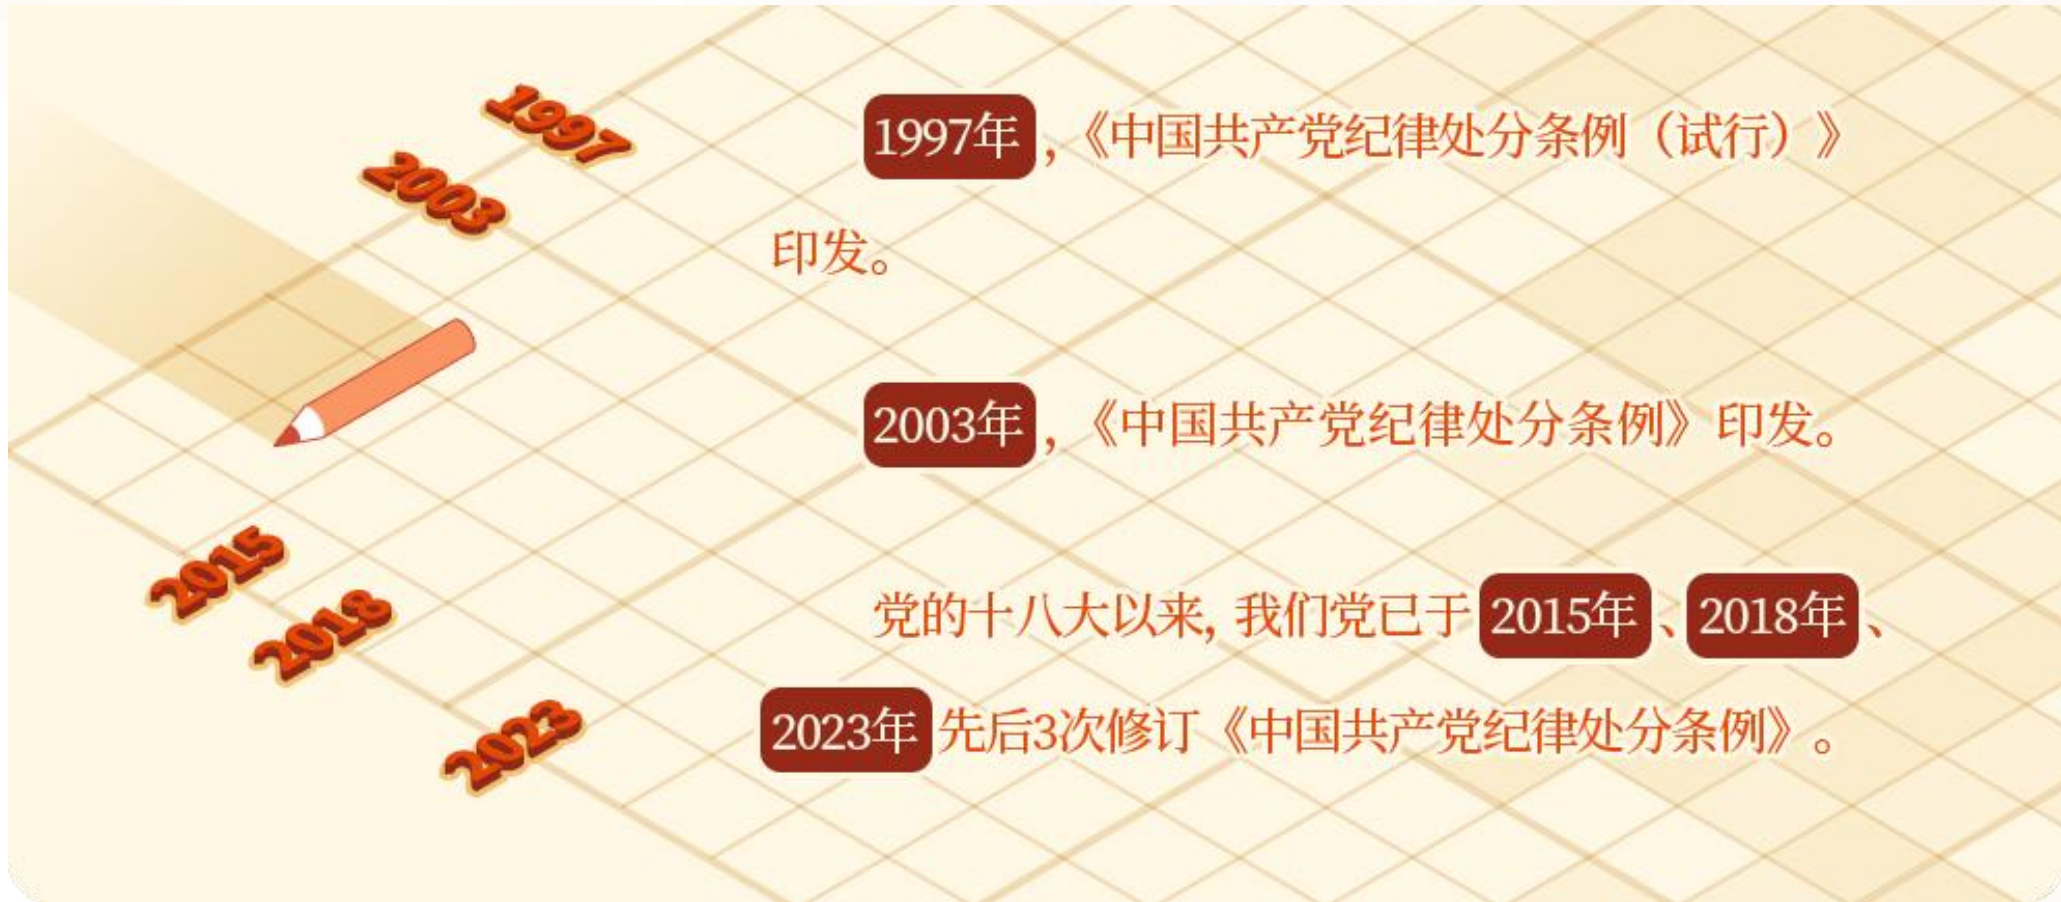 1997
2003
2015
2018
2023
1997年,《中国共产党纪律处分条例（试行）》
印发。
2003年,《中国共产党纪律处分条例》印发。
党的十八大以来,我们党已于2015年、2018年、
2023年先后3次修订《中国共产党纪律处分条例》。